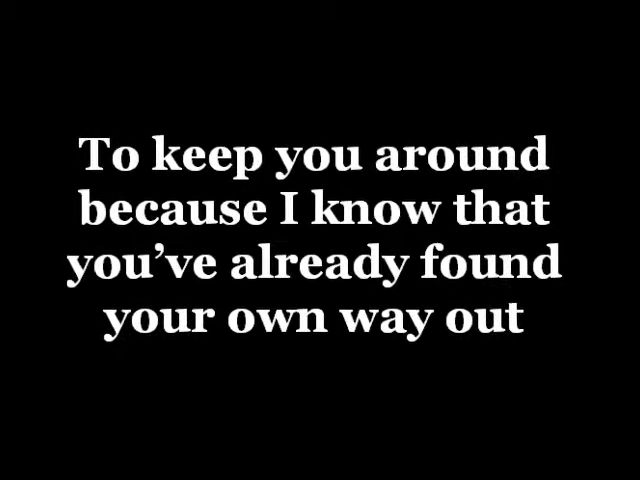 To keep you around
because I know that
you’ve already found
your own way out